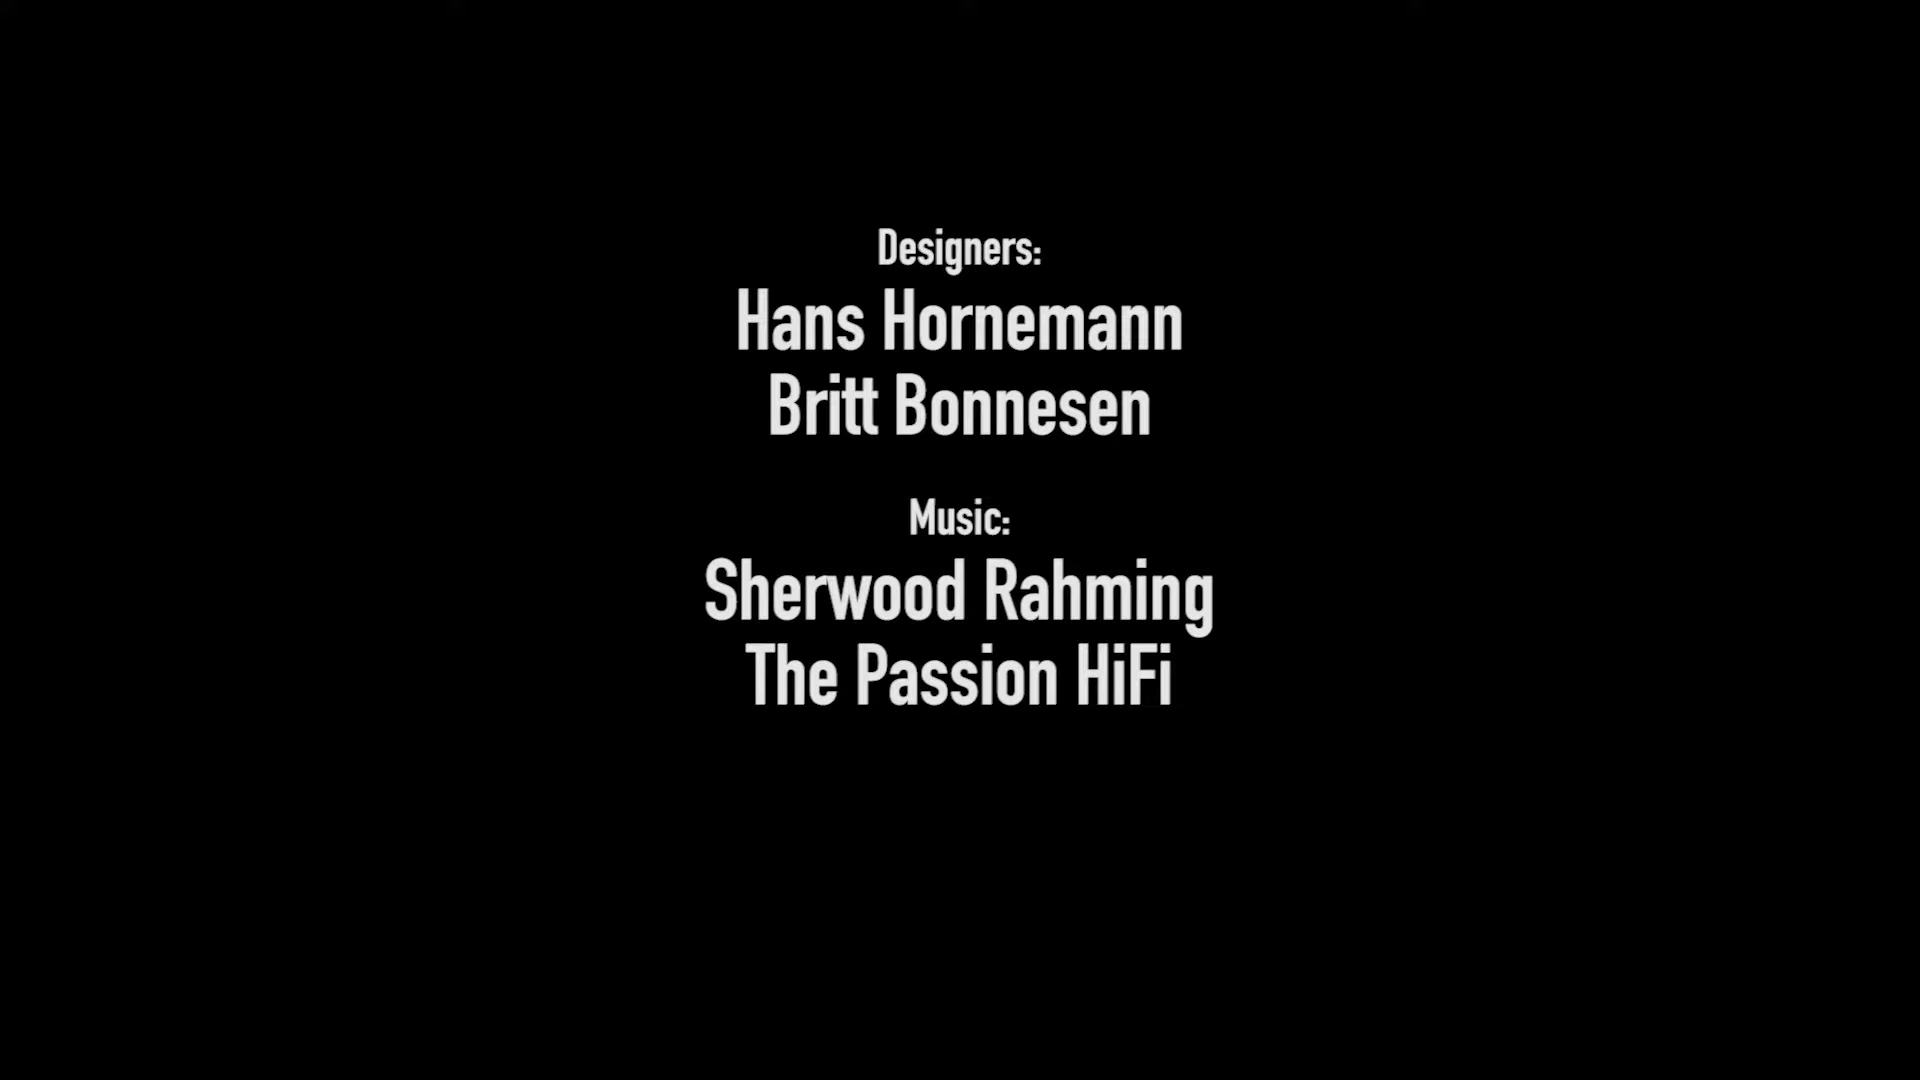 Designers:
Hans Hornemann
Britt Bonnesen
Music:
Sherwood Rahming
The Passion HiFi